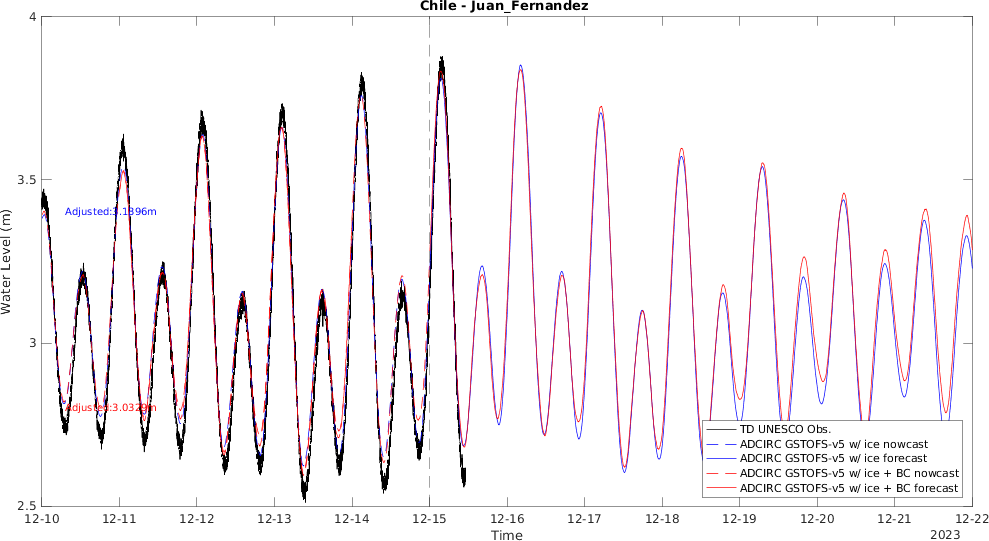 Chile - Juan_Fernandez
4
3.5
3
2.5
Water Level (m)
Adjusted:3.1396m
Adjusted:3.0329m
TD UNESCO Obs.
ADCIRC GSTOFS-v5 w/ ice nowcast
ADCIRC GSTOFS-v5 w/ ice forecast
ADCIRC GSTOFS-v5 w/ ice + BC nowcast
ADCIRC GSTOFS-v5 w/ ice + BC forecast
12-10 12-11 12-12 12-13 12-14 12-15 12-16 12-17 12-18 12-19 12-20 12-21 12-22
Time
2023